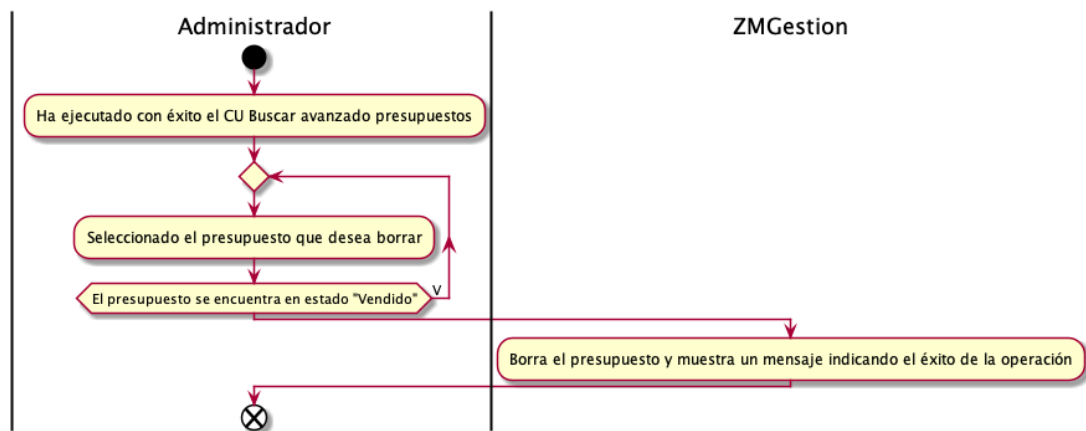 Administrador
ZMGestion
Ha ejecutado con éxito el CU Buscar avanzado presupuestos
Seleccionado el presupuesto que desea borrar
El presupuesto se encuentra en estado "Vendido"
V
Borra el presupuesto y muestra un mensaje indicando el éxito de la operación